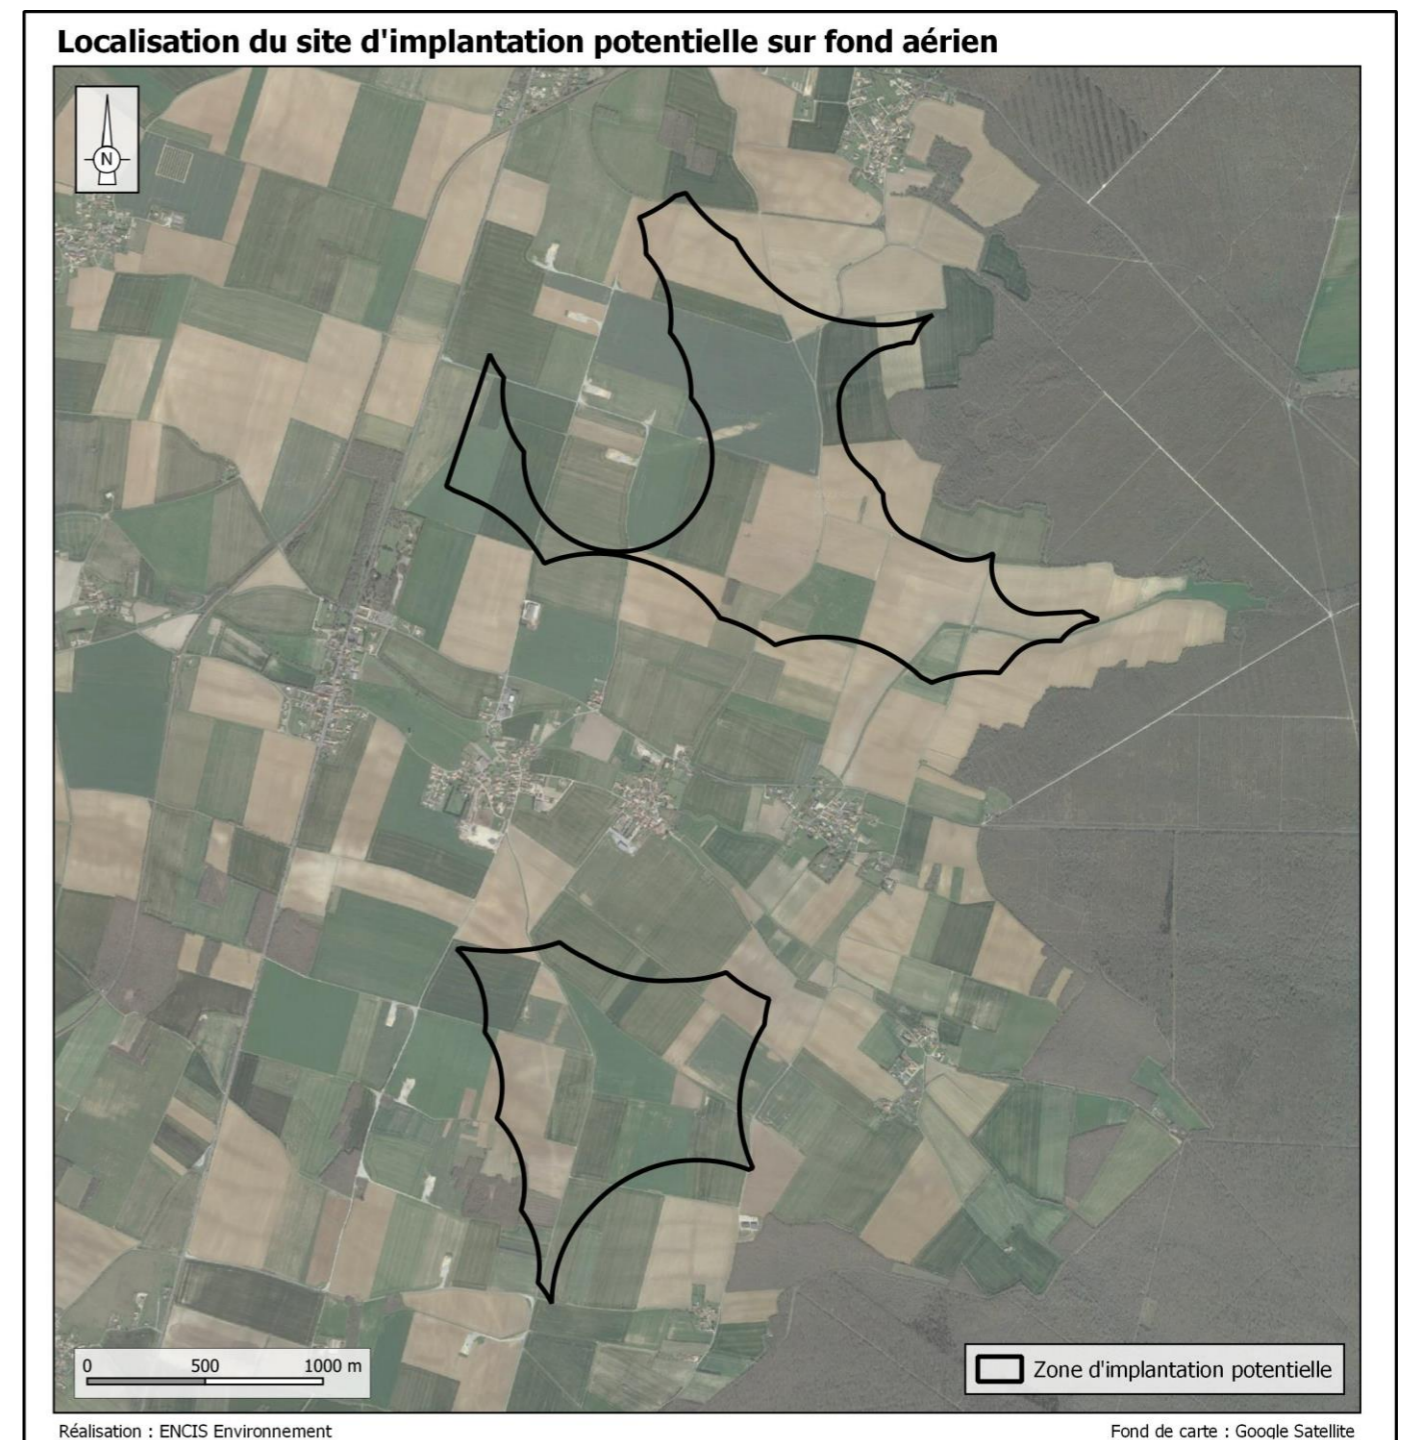 Localisation du site d'implantation potentielle sur fond aérien
N
0 500 1000 m
Zone d'implantation potentielle
Réalisation : ENCIS Environnement
Fond de carte : Google Satellite